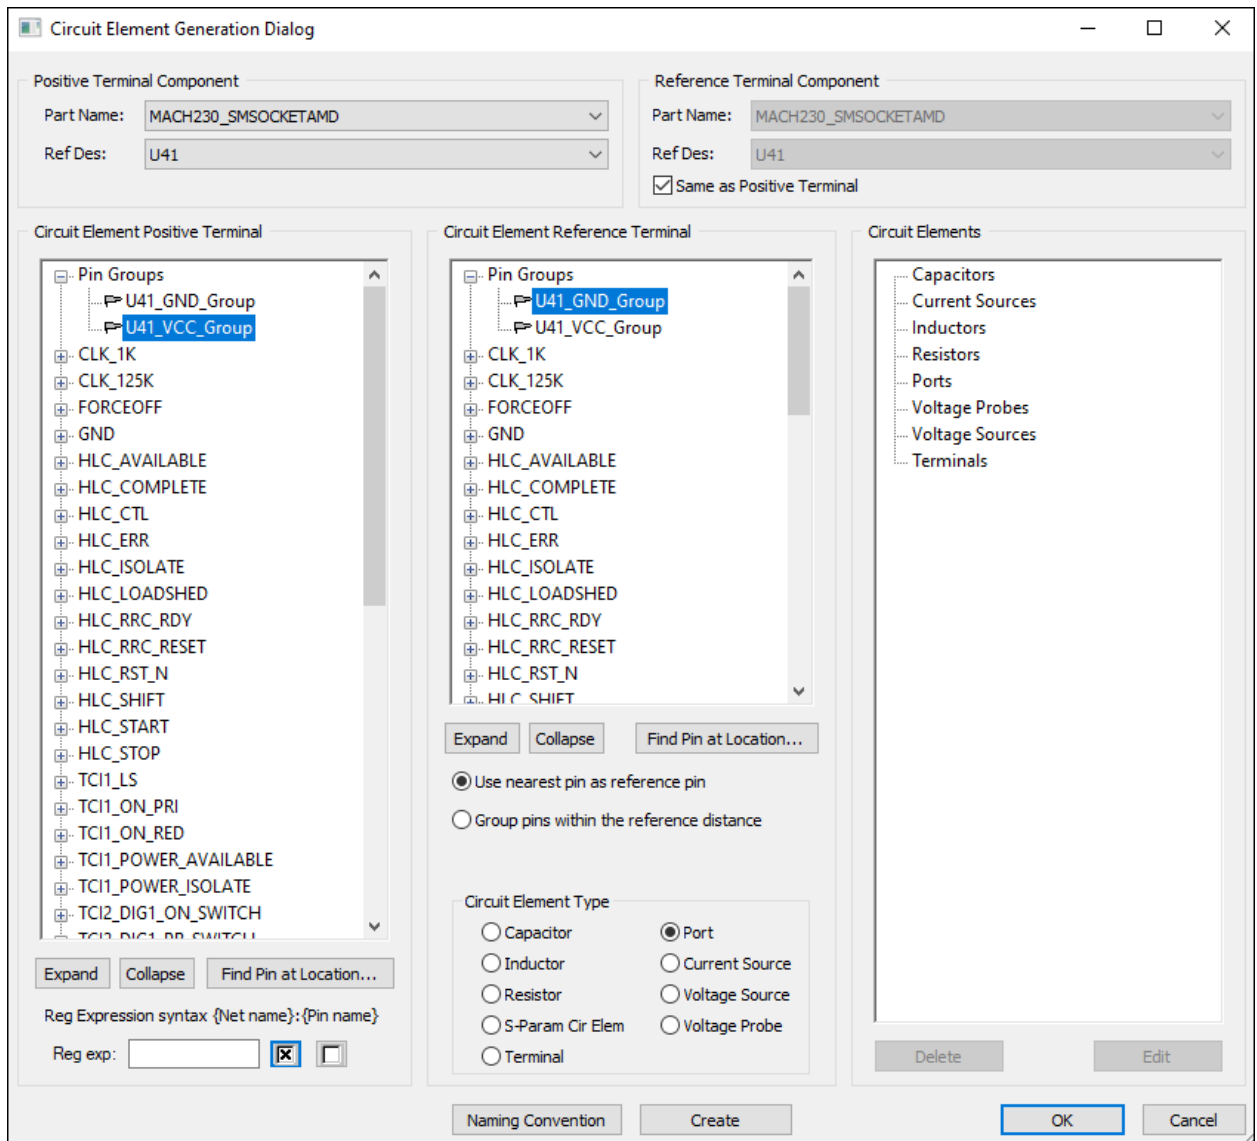 Circuit Element Generation Dialog
Positive Terminal Component
Part Name: MACH230_SMSOCKETAMD
Ref Des: U41
Reference Terminal Component
Part Name: MACH230_SMSOCKETAMD
Ref Des: U41
Same as Positive Terminal
Circuit Element Positive Terminal
Pin Groups
U41_GND_Group
U41_VCC_Group
CLK_1K
CLK_125K
FORCEOFF
GND
HLC_AVAILABLE
HLC_COMPLETE
HLC_CTL
HLC_ERR
HLC_ISOLATE
HLC_LOADSHED
HLC_RRC_RDY
HLC_RRC_RESET
HLC_RST_N
HLC_SHIFT
HLC_START
HLC_STOP
TCI1_LS
TCI1_ON_PRI
TCI1_ON_RED
TCI1_POWER_AVAILABLE
TCI1_POWER_ISOLATE
TCI2_DIG1_ON_SWITCH
TCI2_DIG1_PB_SWITCH
Expand Collapse Find Pin at Location...
Reg Expression syntax {Net name}:{Pin name}
Reg exp:
Circuit Element Reference Terminal
Pin Groups
U41_GND_Group
U41_VCC_Group
CLK_1K
CLK_125K
FORCEOFF
GND
HLC_AVAILABLE
HLC_COMPLETE
HLC_CTL
HLC_ERR
HLC_ISOLATE
HLC_LOADSHED
HLC_RRC_RDY
HLC_RRC_RESET
HLC_RST_N
HLC_SHIFT
Expand Collapse Find Pin at Location...
Use nearest pin as reference pin
Group pins within the reference distance
Circuit Element Type
Capacitor Port
Inductor Current Source
Resistor Voltage Source
S-Param Cir Elem Voltage Probe
Terminal
Circuit Elements
Capacitors
Current Sources
Inductors
Resistors
Ports
Voltage Probes
Voltage Sources
Terminals
Delete Edit
Naming Convention Create OK Cancel